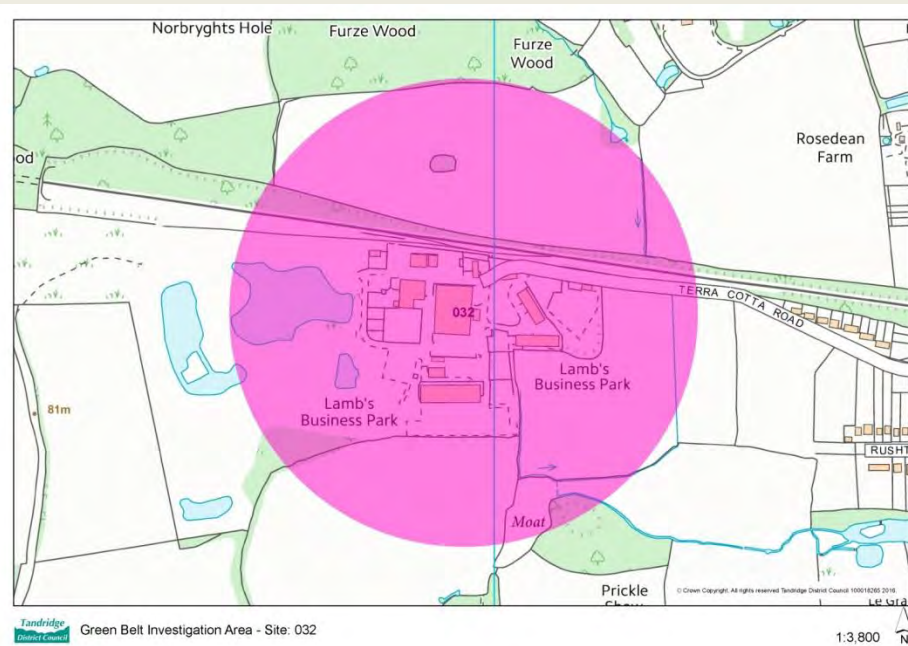 Norbryghts Hole
Furze Wood
Furze
Wood
Rosedean
Farm
TERRA COTTA ROAD
032
Lamb's
Business Park
Lamb's
Business Park
81m
RUSHT
Moat
Prickle
© Crown Copyright. All rights reserved Tandridge District Council 100018265 2016
Le Gra
Tandridge
District Council
Green Belt Investigation Area - Site: 032
1:3,800
N